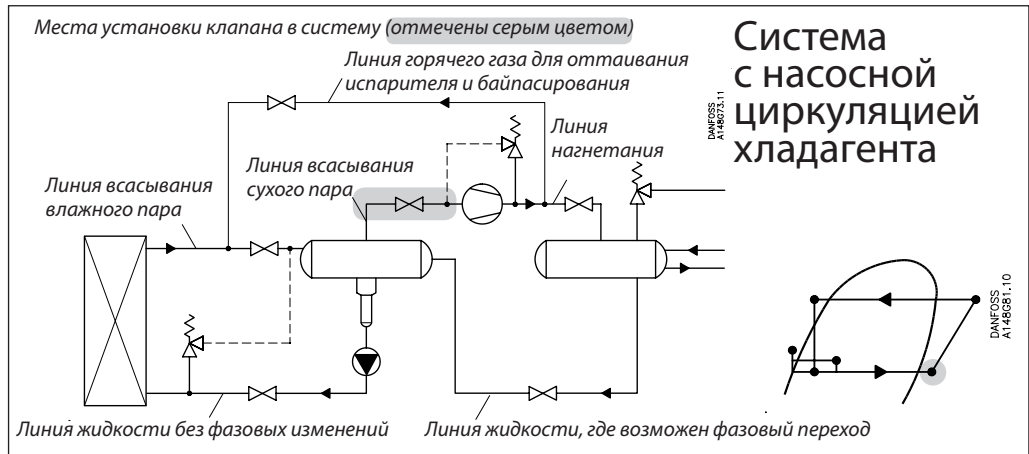 Места установки клапана в систему (отмечены серым цветом)
Линия горячего газа для оттаивания
испарителя и байпасирования
Система
с насосной
циркуляцией
хладагента
DANFOSS
A148G73.11
Линия
нагнетания
Линия всасывания
сухого пара
Линия всасывания
влажного пара
DANFOSS
A148G81.10
Линия жидкости без фазовых изменений
Линия жидкости, где возможен фазовый переход